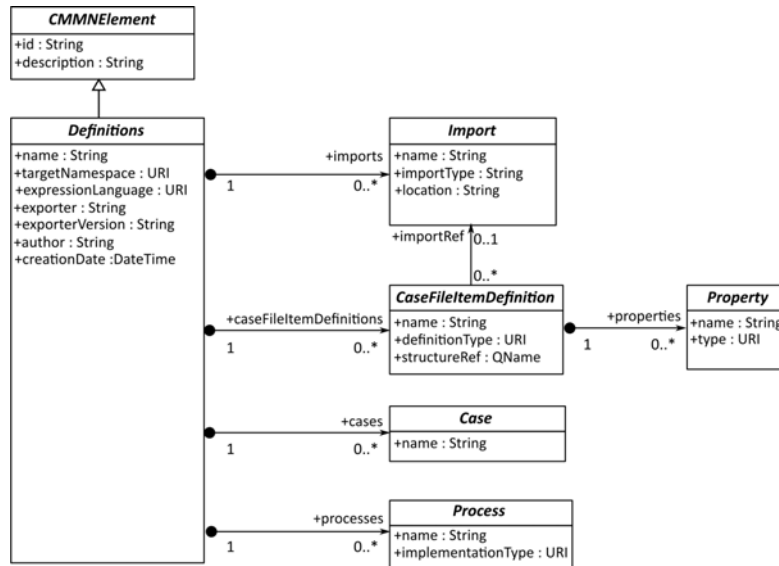 CMMNElement
+id : String
+description : String
Definitions
+name : String
+targetNamespace : URI
+expressionLanguage : URI
+exporter : String
+exporterVersion : String
+author : String
+creationDate :DateTime
+imports
1
0..*
Import
+name : String
+importType : String
+location : String
+importRef
0..1
0..*
+caseFileItemDefinitions
1
0..*
CaseFileItemDefinition
+name : String
+definitionType : URI
+structureRef : QName
+properties
1
0..*
Property
+name : String
+type : URI
+cases
1
0..*
Case
+name : String
+processes
1
0..*
Process
+name : String
+implementationType : URI